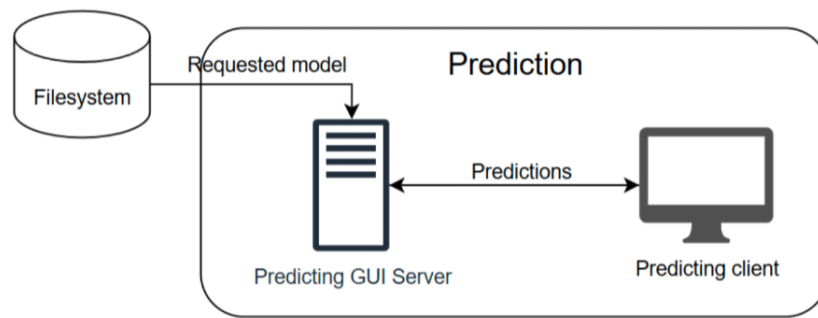 Requested model
Prediction
Filesystem
Predictions
Predicting GUI Server
Predicting client